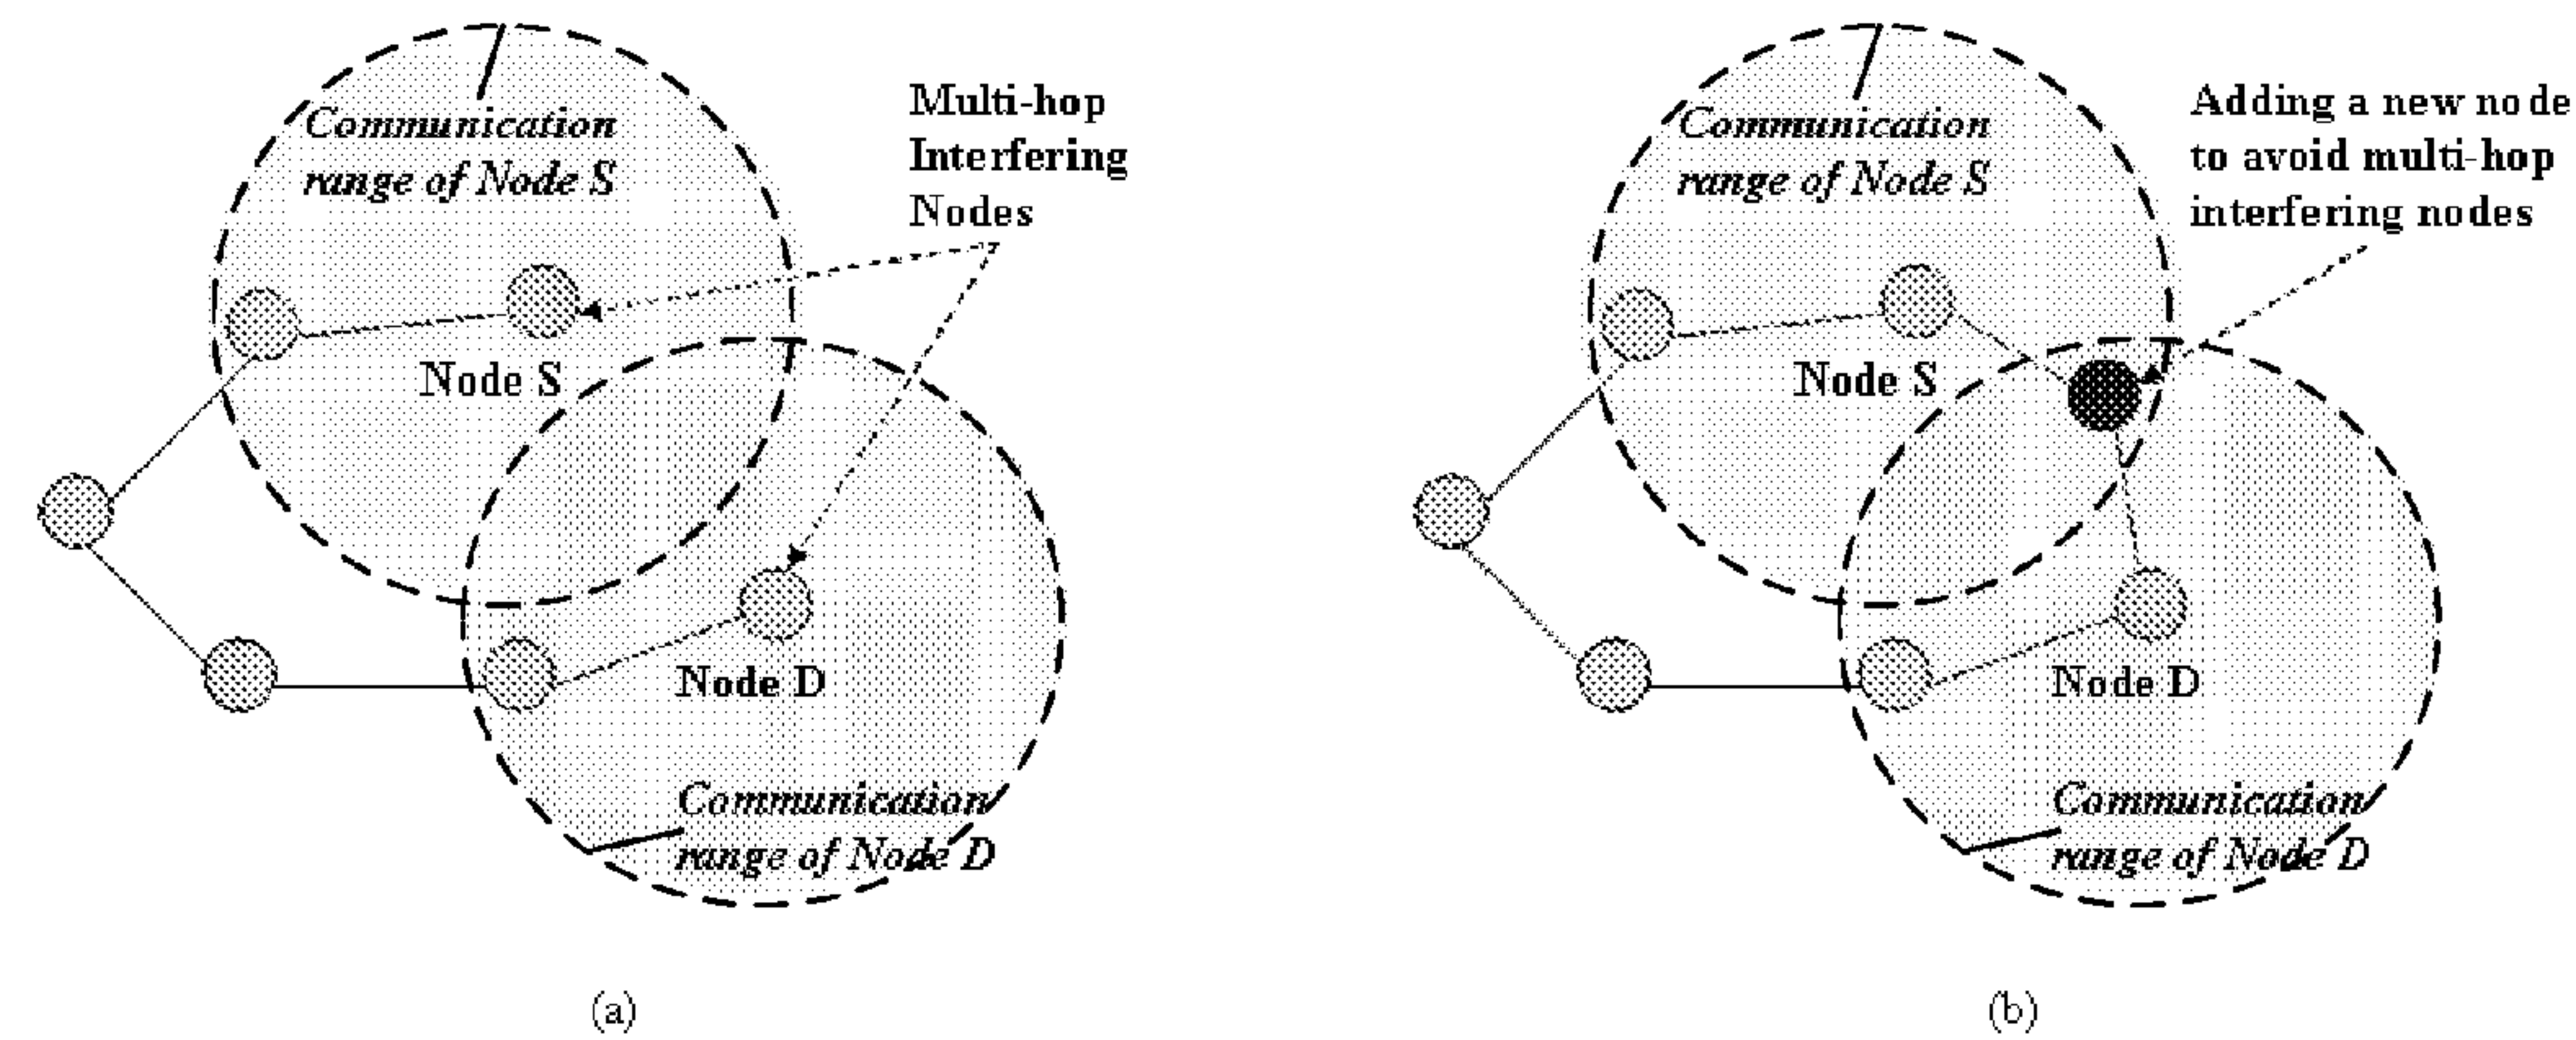 Communication
range of Node S
Multi-hop
Interfering
Nodes
Node S
Node D
Communication
range of Node D
(a)
Communication
range of Node S
Adding a new node
to avoid multi-hop
interfering nodes
Node S
Node D
Communication
range of Node D
(b)